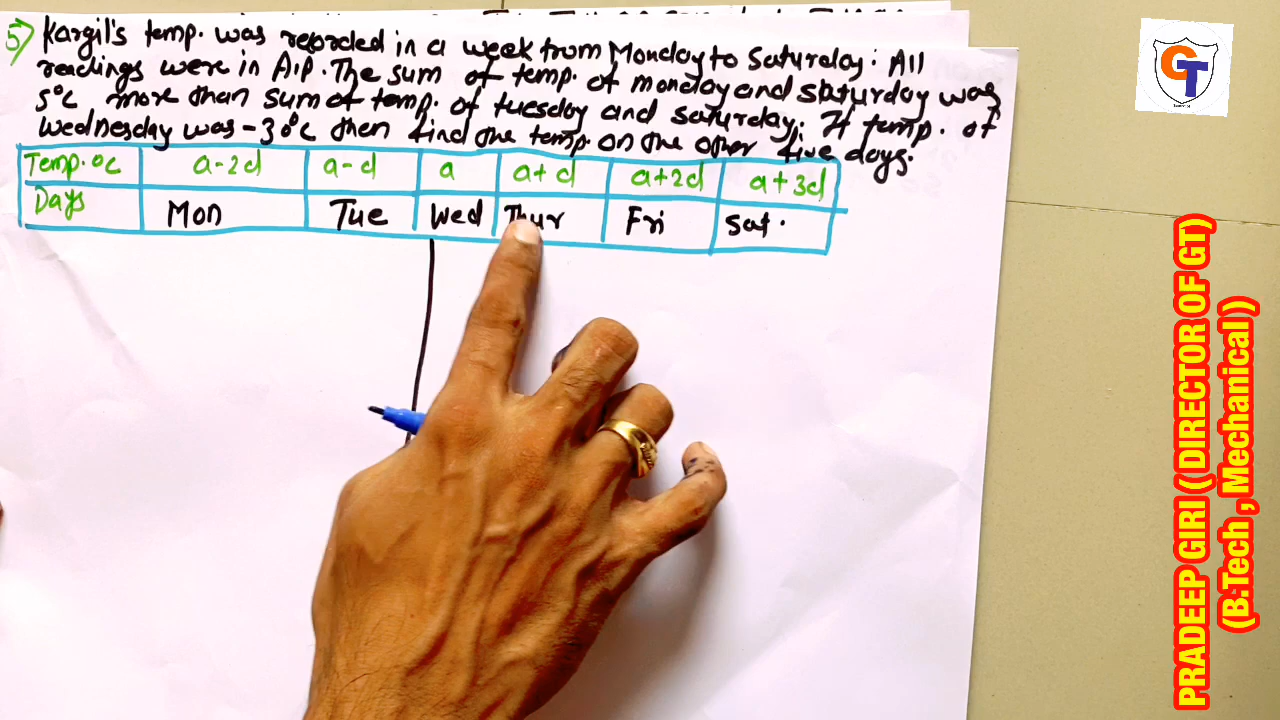 5) Kargil's temp. was recorded in a week from Monday to Saturday: All
readings were in A.P. The sum of temp. of monday and saturday was
5°C more than sum of temp. of tuesday and saturday. If temp. of
Wednesday was -30°C then find the temp. on the other five days.
Temp.°C a-2d a-d a a+d a+2d a+3d
Days Mon Tue Wed Thur Fri Sat.
GT
PRADEEP GIRI ( DIRECTOR OF GT)
(B.Tech , Mechanical )